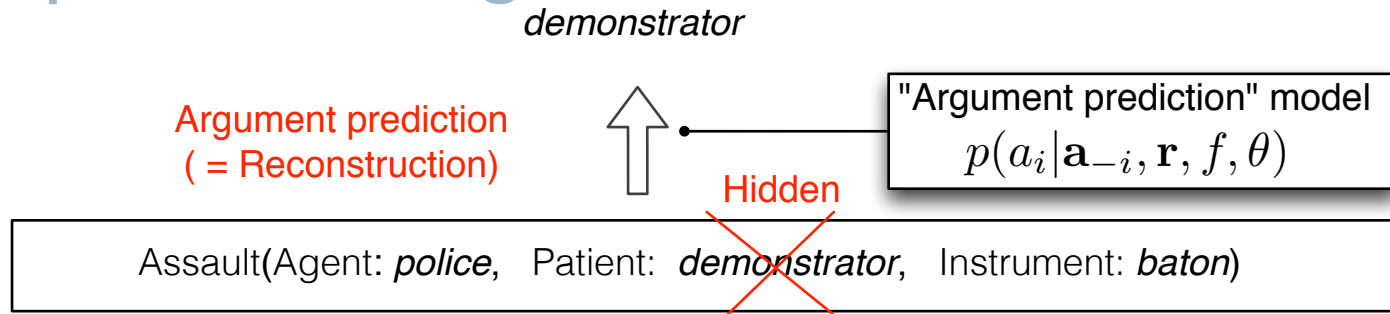 demonstrator
"Argument prediction" model
p(a_i|𝐚_{−i}, 𝐫, f, θ)
Argument prediction
( = Reconstruction)
Hidden
Assault(Agent: police, Patient: demonstrator, Instrument: baton)